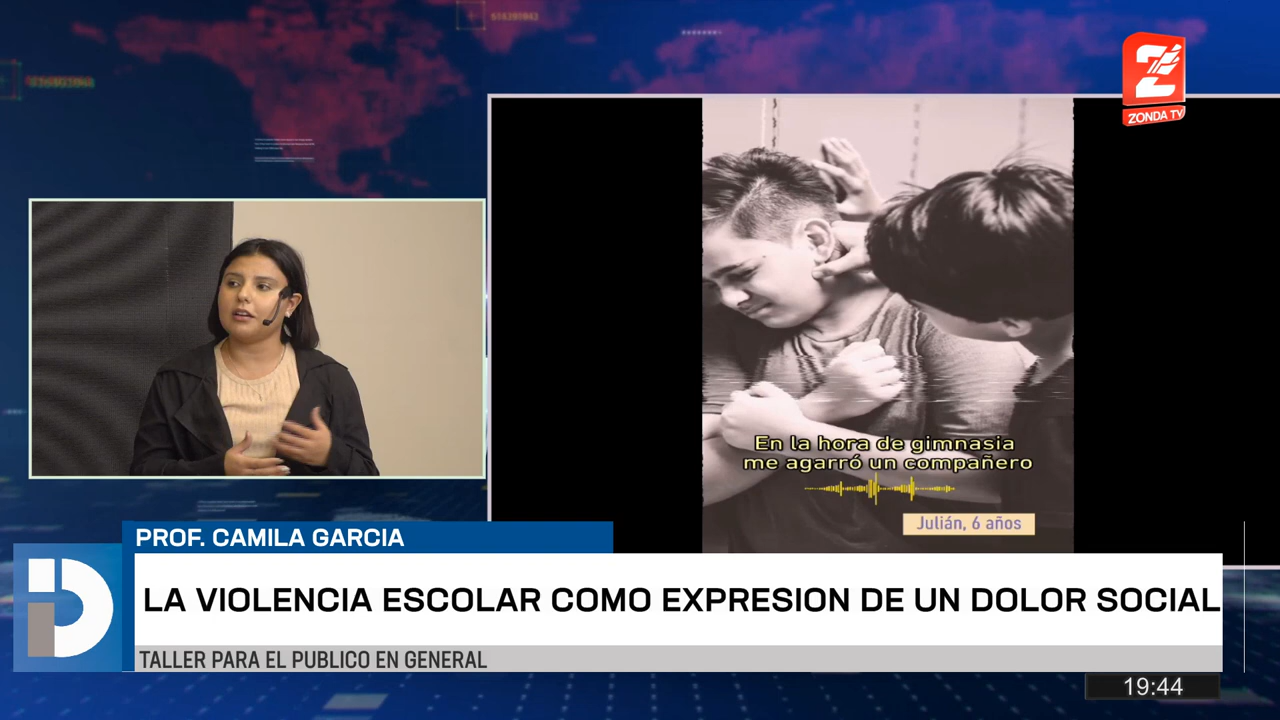 ZONDA TV
En la hora de gimnasia
me agarró un compañero
Julián, 6 años
PROF. CAMILA GARCIA
LA VIOLENCIA ESCOLAR COMO EXPRESION DE UN DOLOR SOCIAL
TALLER PARA EL PUBLICO EN GENERAL
19:44